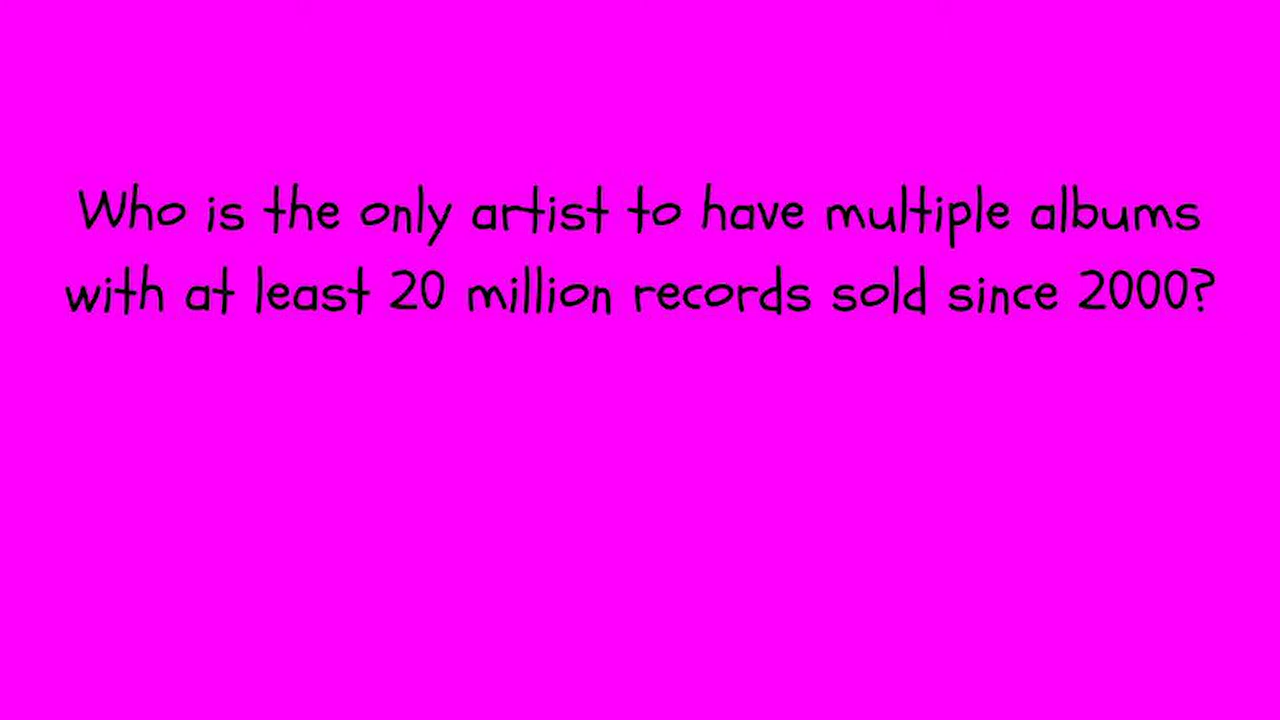 Who is the only artist to have multiple albums
with at least 20 million records sold since 2000?